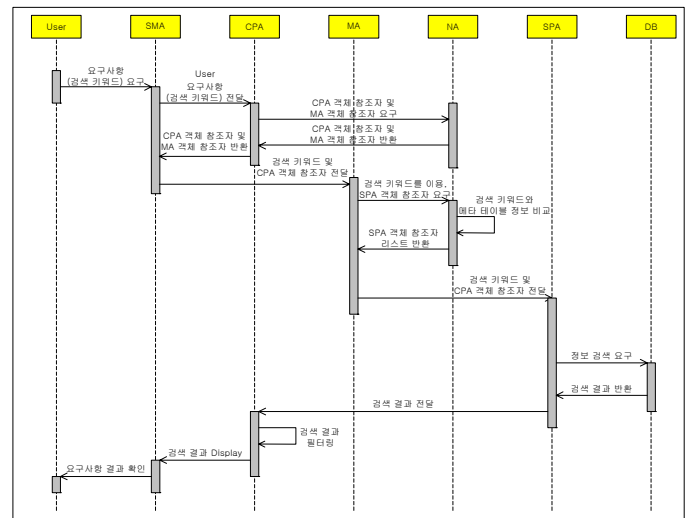 User
SMA
CPA
MA
NA
SPA
DB
요구사항
(검색 키워드) 요구
User
요구사항
(검색 키워드) 전달
CPA 객체 참조자 및
MA 객체 참조자 요구
CPA 객체 참조자 및
MA 객체 참조자 반환
CPA 객체 참조자 및
MA 객체 참조자 반환
검색 키워드 및
CPA 객체 참조자 전달
검색 키워드를 이용,
SPA 객체 참조자 요구
검색 키워드와
메타 테이블 정보 비교
SPA 객체 참조자
리스트 반환
검색 키워드 및
CPA 객체 참조자 전달
정보 검색 요구
검색 결과 반환
검색 결과 전달
검색 결과
필터링
검색 결과 Display
요구사항 결과 확인